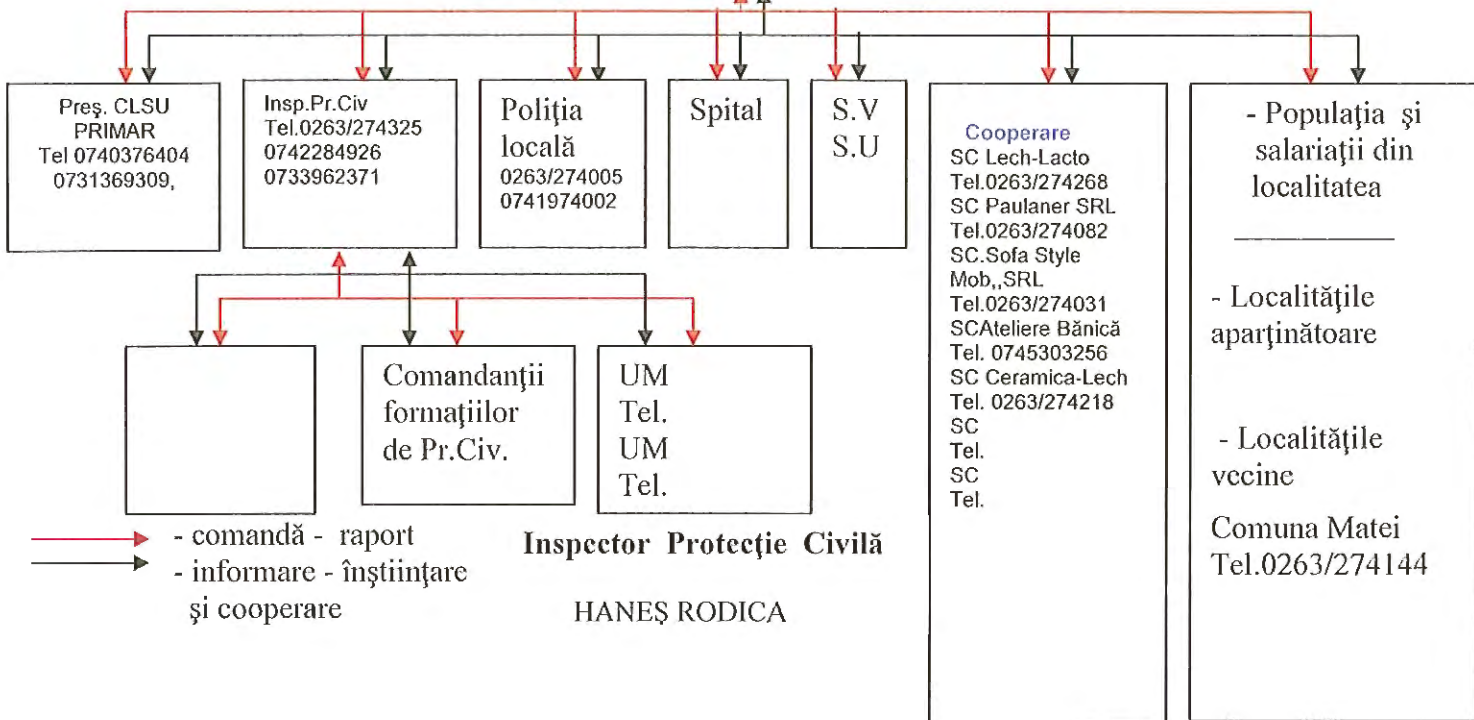 Preş. CLSU
PRIMAR
Tel 0740376404
0731369309,
Insp.Pr.Civ
Tel.0263/274325
0742284926
0733962371
Poliţia
locală
0263/274005
0741974002
Spital
S.V
S.U
Cooperare
SC Lech-Lacto
Tel.0263/274268
SC Paulaner SRL
Tel.0263/274082
SC.Sofa Style
Mob,,SRL
Tel.0263/274031
SCAteliere Bănică
Tel. 0745303256
SC Ceramica-Lech
Tel. 0263/274218
SC
Tel.
SC
Tel.
- Populaţia şi
salariaţii din
localitatea
- Localităţile
aparţinătoare
- Localităţile
vecine
Comuna Matei
Tel.0263/274144
Comandanţii
formaţiilor
de Pr.Civ.
UM
Tel.
UM
Tel.
- comandă - raport
- informare - înştiinţare
şi cooperare
Inspector Protecţie Civilă
HANEŞ RODICA